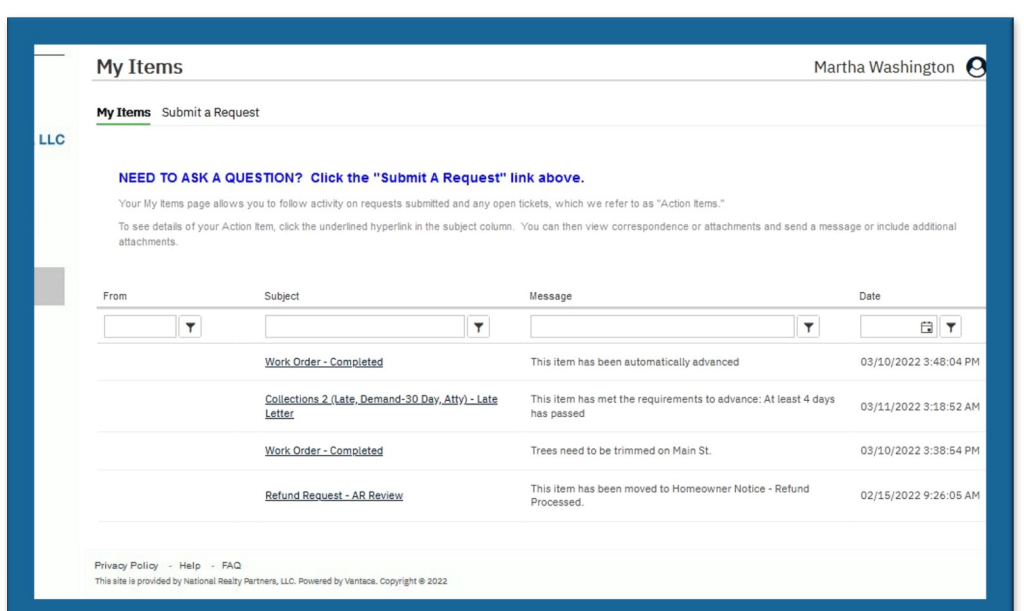 My Items
Martha Washington
My Items Submit a Request
LLC
NEED TO ASK A QUESTION? Click the "Submit A Request" link above.
Your My Items page allows you to follow activity on requests submitted and any open tickets, which we refer to as "Action Items."
To see details of your Action Item, click the underlined hyperlink in the subject column. You can then view correspondence or attachments and send a message or include additional
attachments.
From Subject Message Date
Work Order - Completed This item has been automatically advanced 03/10/2022 3:48:04 PM
Collections 2 (Late, Demand-30 Day, Atty) - Late
Letter
This item has met the requirements to advance: At least 4 days
has passed
03/11/2022 3:18:52 AM
Work Order - Completed Trees need to be trimmed on Main St. 03/10/2022 3:38:54 PM
Refund Request - AR Review
This item has been moved to Homeowner Notice - Refund
Processed.
02/15/2022 9:26:05 AM
Privacy Policy - Help - FAQ
This site is provided by National Realty Partners, LLC. Powered by Vantaca. Copyright © 2022